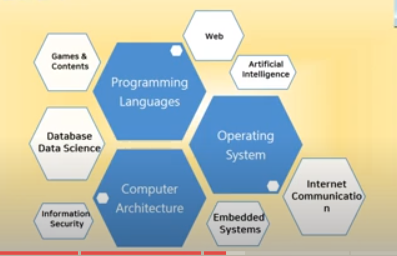 Web
Games &
Contents
Artificial
Intelligence
Programming
Languages
Database
Data Science
Operating
System
Computer
Architecture
Internet
Communicatio
n
Information
Security
Embedded
Systems